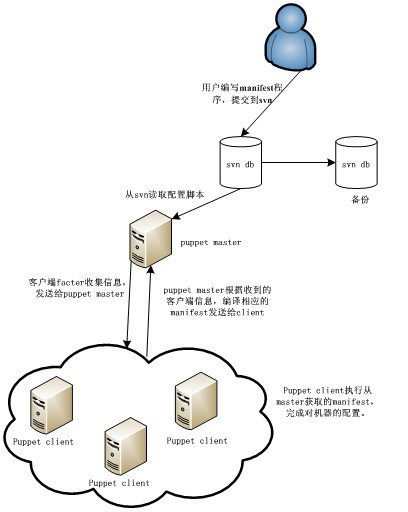 用户编写manifest程
序，提交到svn
svn db
svn db
备份
从svn读取配置脚本
puppet master
客户端facter收集信息，
发送给puppet master
puppet master根据收到的
客户端信息，编译相应的
manifest发送给client
Puppet client执行从
master获取的manifest，
完成对机器的配置。
Puppet client
Puppet client
Puppet client